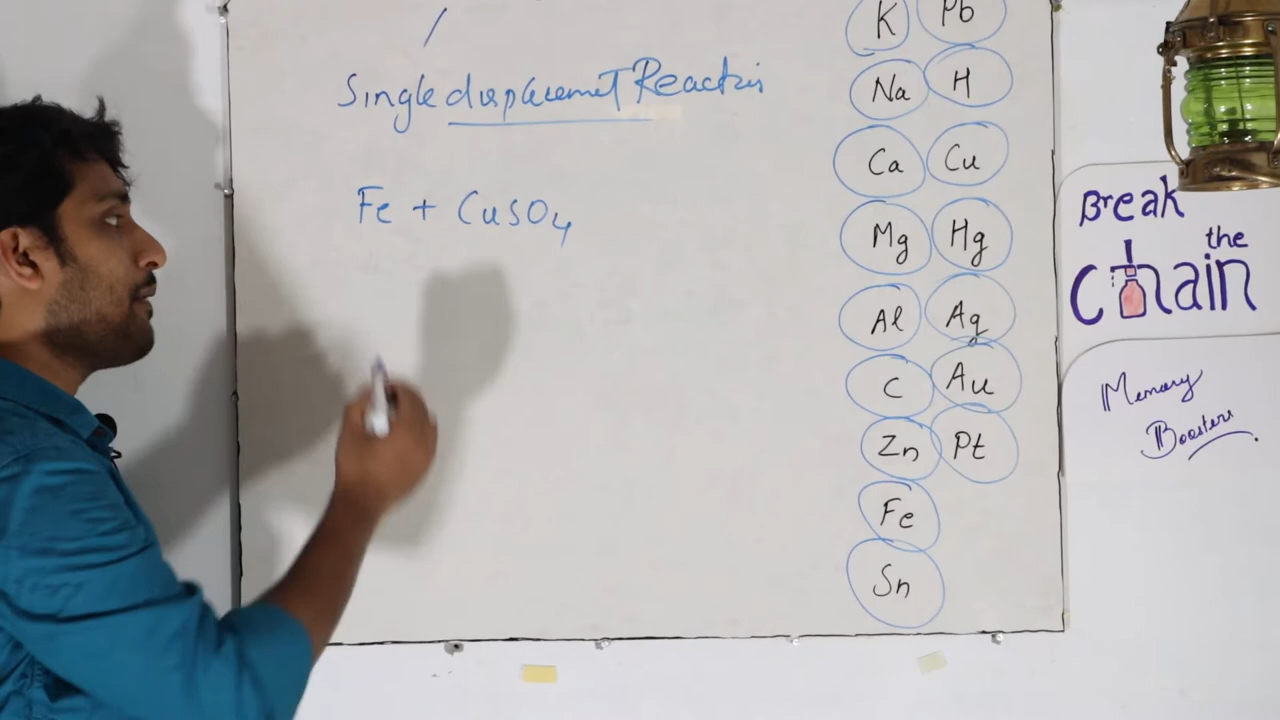 Single displacement Reaction
Fe + CuSO4
K Pb
Na H
Ca Cu
Mg Hg
Al Ag
C Au
Zn Pt
Fe
Sn
Break
the
Chain
Memory
Boosters